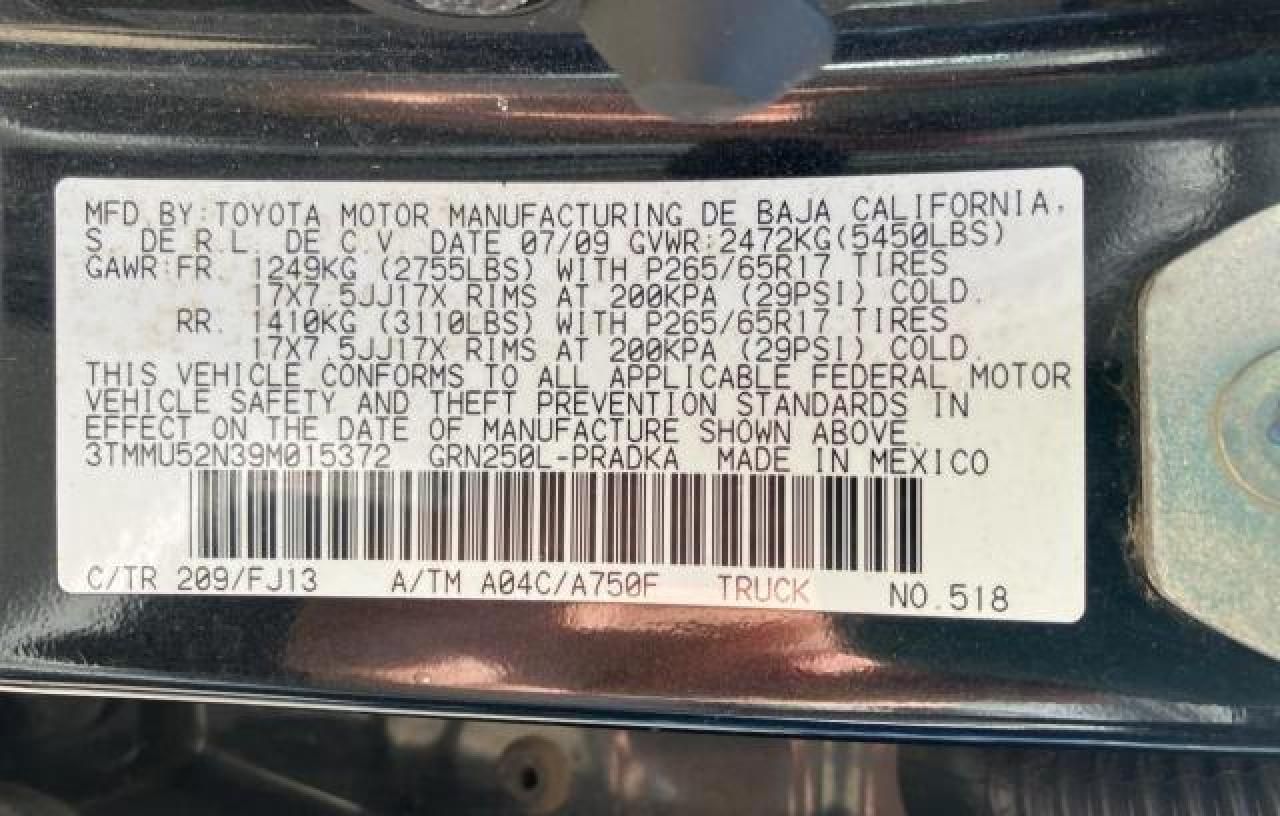 MFD BY:TOYOTA MOTOR MANUFACTURING DE BAJA CALIFORNIA,
S. DE R.L. DE C.V. DATE 07/09 GVWR:2472KG(5450LBS)
GAWR:FR. 1249KG (2755LBS) WITH P265/65R17 TIRES
17X7.5JJ17X RIMS AT 200KPA (29PSI) COLD.
RR. 1410KG (3110LBS) WITH P265/65R17 TIRES
17X7.5JJ17X RIMS AT 200KPA (29PSI) COLD.
THIS VEHICLE CONFORMS TO ALL APPLICABLE FEDERAL MOTOR
VEHICLE SAFETY AND THEFT PREVENTION STANDARDS IN
EFFECT ON THE DATE OF MANUFACTURE SHOWN ABOVE.
3TMMU52N39M015372 GRN250L-PRADKA MADE IN MEXICO
C/TR 209/FJ13 A/TM A04C/A750F TRUCK NO.518